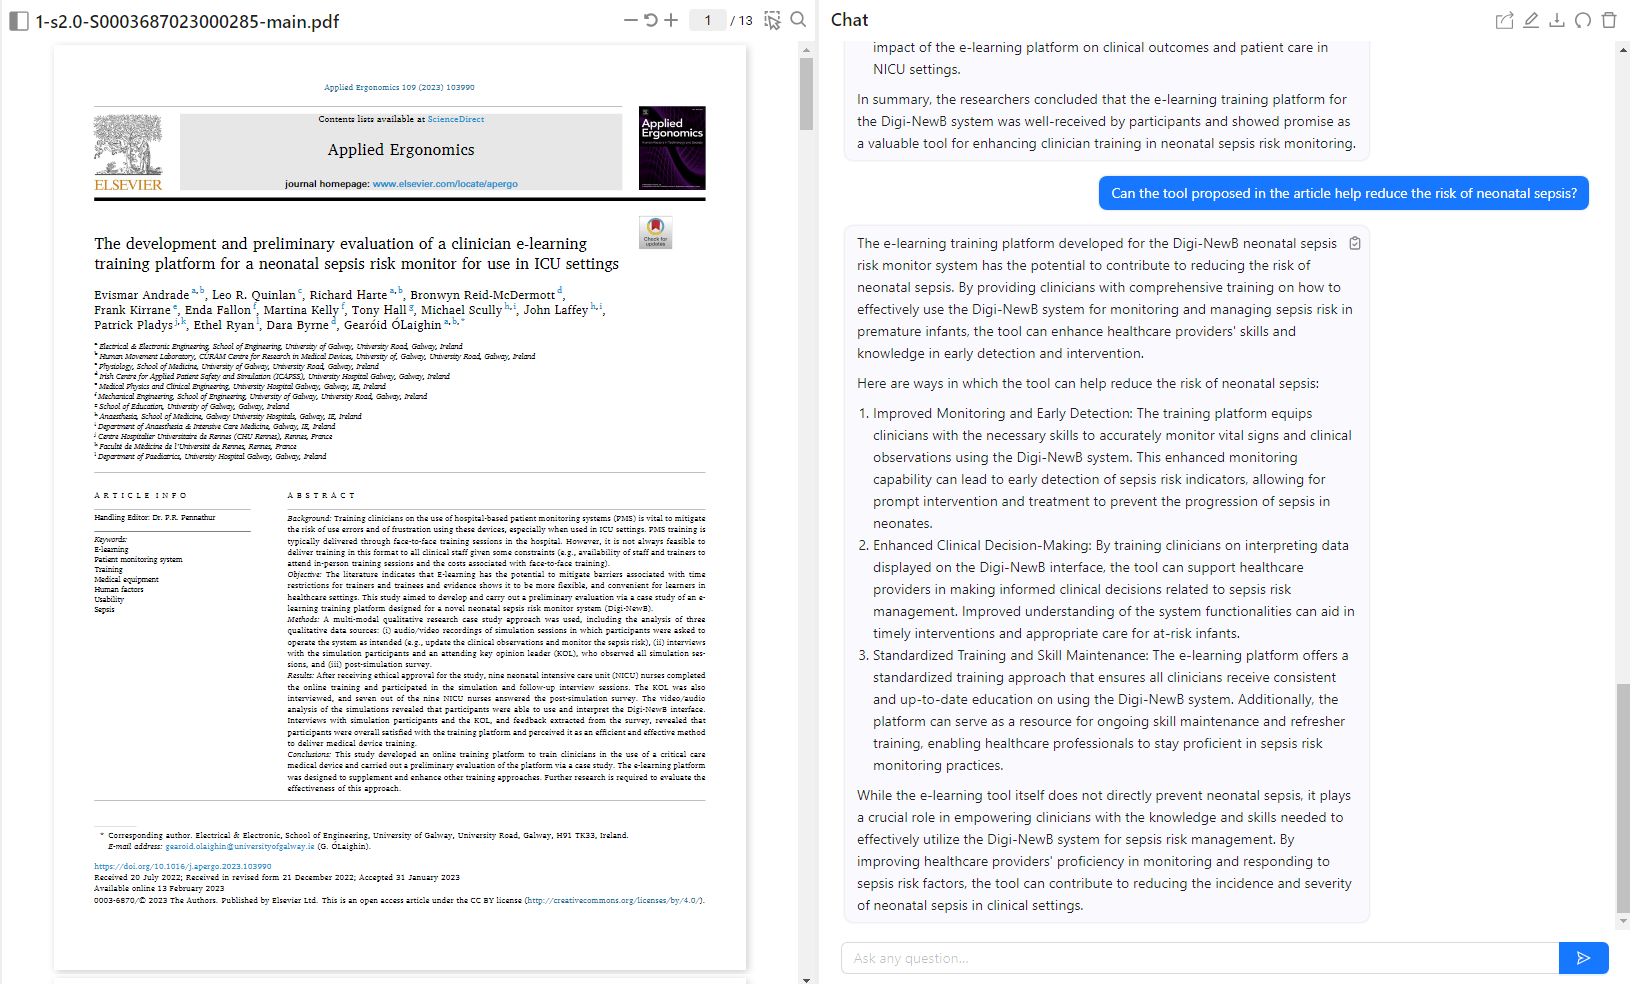 1-s2.0-S0003687023000285-main.pdf
1 / 13
Applied Ergonomics 109 (2023) 103990
Contents lists available at ScienceDirect
Applied Ergonomics
journal homepage: www.elsevier.com/locate/apergo
ELSEVIER
Applied
Ergonomics
Check for
updates
The development and preliminary evaluation of a clinician e-learning
training platform for a neonatal sepsis risk monitor for use in ICU settings
Evismar Andrade a,b, Leo R. Quinlan c, Richard Harte a,b, Bronwyn Reid-McDermott d,
Frank Kirrane e, Enda Fallon f, Martina Kelly f, Tony Hall g, Michael Scully h,i, John Laffey h,i,
Patrick Pladys j,k, Ethel Ryan l, Dara Byrne d, Gearóid ÓLaighin a,b,*
a Electrical & Electronic Engineering, School of Engineering, University of Galway, University Road, Galway, Ireland
b Human Movement Laboratory, CÚRAM Centre for Research in Medical Devices, University of, Galway, University Road, Galway, Ireland
c Physiology, School of Medicine, University of Galway, University Road, Galway, Ireland
d Irish Centre for Applied Patient Safety and Simulation (ICAPSS), University Hospital Galway, Galway, Ireland
e Medical Physics and Clinical Engineering, University Hospital Galway, Galway, IE, Ireland
f Mechanical Engineering, School of Engineering, University of Galway, University Road, Galway, Ireland
g School of Education, University of Galway, Galway, Ireland
h Anaesthesia, School of Medicine, Galway University Hospitals, Galway, IE, Ireland
i Department of Anaesthesia & Intensive Care Medicine, Galway, IE, Ireland
j Centre Hospitalier Universitaire de Rennes (CHU Rennes), Rennes, France
k Faculté de Médicine de l'Université de Rennes, Rennes, France
l Department of Paediatrics, University Hospital Galway, Galway, Ireland
ARTICLE INFO
Handling Editor: Dr. P.R. Pennathur
Keywords:
E-learning
Patient monitoring system
Training
Medical equipment
Human factors
Usability
Sepsis
ABSTRACT
Background: Training clinicians on the use of hospital-based patient monitoring systems (PMS) is vital to mitigate
the risk of use errors and of frustration using these devices, especially when used in ICU settings. PMS training is
typically delivered through face-to-face training sessions in the hospital. However, it is not always feasible to
deliver training in this format to all clinical staff given some constraints (e.g., availability of staff and trainers to
attend in-person training sessions and the costs associated with face-to-face training).
Objective: The literature indicates that E-learning has the potential to mitigate barriers associated with time
restrictions for trainers and trainees and evidence shows it to be more flexible, and convenient for learners in
healthcare settings. This study aimed to develop and carry out a preliminary evaluation via a case study of an e-
learning training platform designed for a novel neonatal sepsis risk monitor system (Digi-NewB).
Methods: A multi-modal qualitative research case study approach was used, including the analysis of three
qualitative data sources: (i) audio/video recordings of simulation sessions in which participants were asked to
operate the system as intended (e.g., update the clinical observations and monitor the sepsis risk), (ii) interviews
with the simulation participants and an attending key opinion leader (KOL), who observed all simulation ses-
sions, and (iii) post-simulation survey.
Results: After receiving ethical approval for the study, nine neonatal intensive care unit (NICU) nurses completed
the online training and participated in the simulation and follow-up interview sessions. The KOL was also
interviewed, and seven out of the nine NICU nurses answered the post-simulation survey. The video/audio
analysis of the simulations revealed that participants were able to use and interpret the Digi-NewB interface.
Interviews with simulation participants and the KOL, and feedback extracted from the survey, revealed that
participants were overall satisfied with the training platform and perceived it as an efficient and effective method
to deliver medical device training.
Conclusions: This study developed an online training platform to train clinicians in the use of a critical care
medical device and carried out a preliminary evaluation of the platform via a case study. The e-learning platform
was designed to supplement and enhance other training approaches. Further research is required to evaluate the
effectiveness of this approach.
* Corresponding author. Electrical & Electronic, School of Engineering, University of Galway, University Road, Galway, H91 TK33, Ireland.
E-mail address: gearoid.olaighin@universityofgalway.ie (G. ÓLaighin).
https://doi.org/10.1016/j.apergo.2023.103990
Received 20 July 2022; Received in revised form 21 December 2022; Accepted 31 January 2023
Available online 13 February 2023
0003-6870/© 2023 The Authors. Published by Elsevier Ltd. This is an open access article under the CC BY license (http://creativecommons.org/licenses/by/4.0/).
Chat
impact of the e-learning platform on clinical outcomes and patient care in
NICU settings.
In summary, the researchers concluded that the e-learning training platform for
the Digi-NewB system was well-received by participants and showed promise as
a valuable tool for enhancing clinician training in neonatal sepsis risk monitoring.
Can the tool proposed in the article help reduce the risk of neonatal sepsis?
The e-learning training platform developed for the Digi-NewB neonatal sepsis
risk monitor system has the potential to contribute to reducing the risk of
neonatal sepsis. By providing clinicians with comprehensive training on how to
effectively use the Digi-NewB system for monitoring and managing sepsis risk in
premature infants, the tool can enhance healthcare providers' skills and
knowledge in early detection and intervention.
Here are ways in which the tool can help reduce the risk of neonatal sepsis:
1. Improved Monitoring and Early Detection: The training platform equips
clinicians with the necessary skills to accurately monitor vital signs and clinical
observations using the Digi-NewB system. This enhanced monitoring
capability can lead to early detection of sepsis risk indicators, allowing for
prompt intervention and treatment to prevent the progression of sepsis in
neonates.
2. Enhanced Clinical Decision-Making: By training clinicians on interpreting data
displayed on the Digi-NewB interface, the tool can support healthcare
providers in making informed clinical decisions related to sepsis risk
management. Improved understanding of the system functionalities can aid in
timely interventions and appropriate care for at-risk infants.
3. Standardized Training and Skill Maintenance: The e-learning platform offers a
standardized training approach that ensures all clinicians receive consistent
and up-to-date education on using the Digi-NewB system. Additionally, the
platform can serve as a resource for ongoing skill maintenance and refresher
training, enabling healthcare professionals to stay proficient in sepsis risk
monitoring practices.
While the e-learning tool itself does not directly prevent neonatal sepsis, it plays
a crucial role in empowering clinicians with the knowledge and skills needed to
effectively utilize the Digi-NewB system for sepsis risk management. By
improving healthcare providers' proficiency in monitoring and responding to
sepsis risk factors, the tool can contribute to reducing the incidence and severity
of neonatal sepsis in clinical settings.
Ask any question...